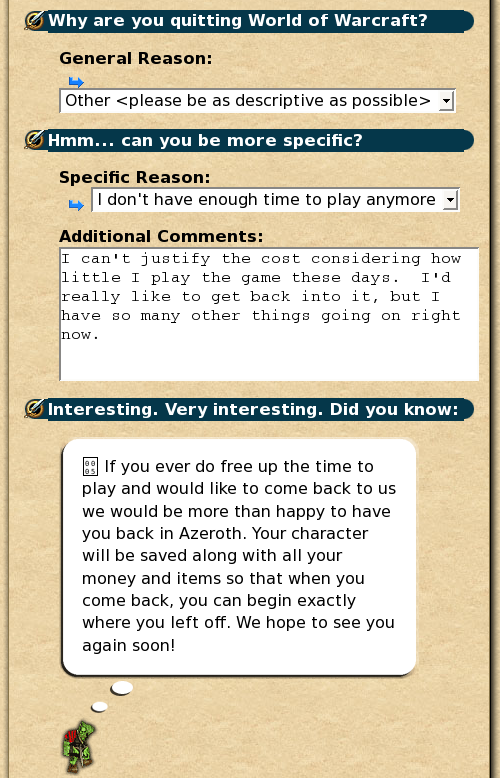 Why are you quitting World of Warcraft?
General Reason:
Other <please be as descriptive as possible>
Hmm... can you be more specific?
Specific Reason:
I don't have enough time to play anymore
Additional Comments:
I can't justify the cost considering how
little I play the game these days.  I'd
really like to get back into it, but I
have so many other things going on right
now.
Interesting. Very interesting. Did you know:
If you ever do free up the time to
play and would like to come back to us
we would be more than happy to have
you back in Azeroth. Your character
will be saved along with all your
money and items so that when you
come back, you can begin exactly
where you left off. We hope to see you
again soon!